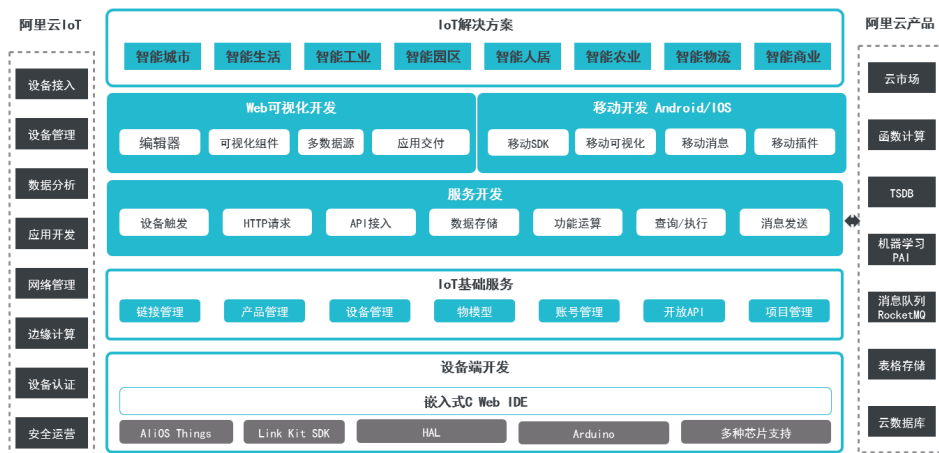 阿里云IoT
设备接入
设备管理
数据分析
应用开发
网络管理
边缘计算
设备认证
安全运营
IoT解决方案
智能城市
智能生活
智能工业
智能园区
智能人居
智能农业
智能物流
智能商业
Web可视化开发
编辑器
可视化组件
多数据源
应用交付
移动开发 Android/IOS
移动SDK
移动可视化
移动消息
移动插件
服务开发
设备触发
HTTP请求
API接入
数据存储
功能运算
查询/执行
消息发送
IoT基础服务
链接管理
产品管理
设备管理
物模型
账号管理
开放API
项目管理
设备端开发
嵌入式C Web IDE
AliOS Things
Link Kit SDK
HAL
Arduino
多种芯片支持
阿里云产品
云市场
函数计算
TSDB
机器学习
PAI
消息队列
RocketMQ
表格存储
云数据库